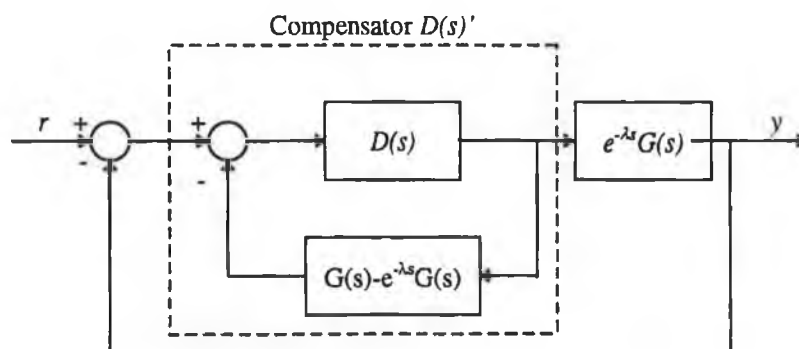 Compensator D(s)'
r
+
-
+
-
D(s)
e^{-λs}G(s)
y
G(s)-e^{-λs}G(s)